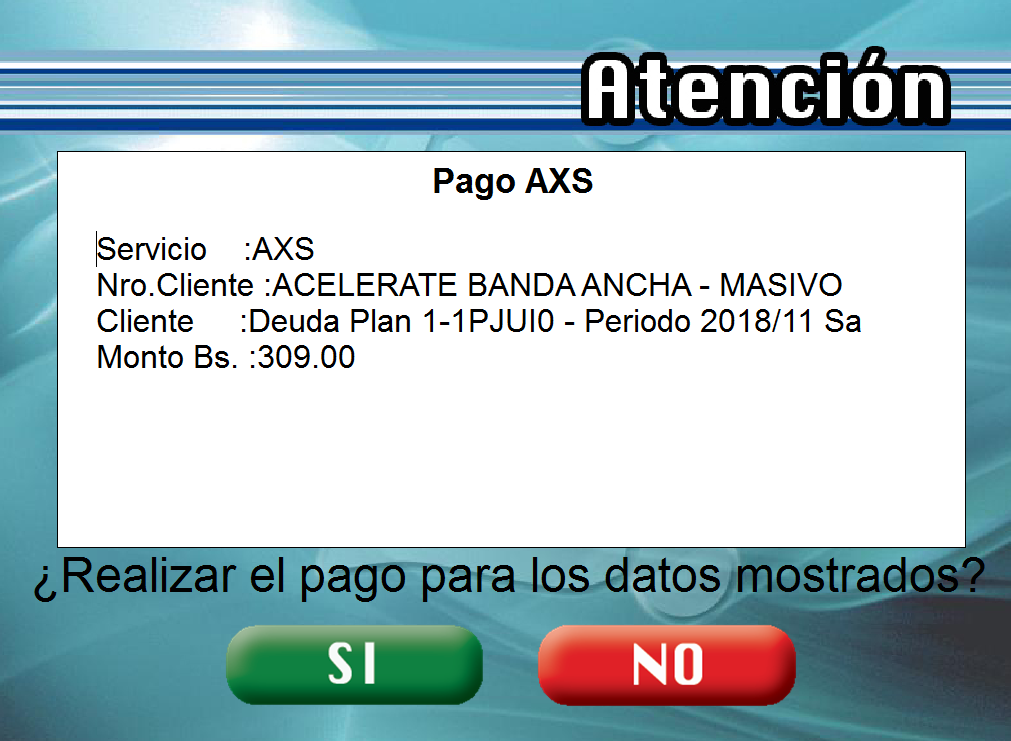 Atención
Pago AXS
Servicio :AXS
Nro.Cliente :ACELERATE BANDA ANCHA - MASIVO
Cliente :Deuda Plan 1-1PJUI0 - Periodo 2018/11 Sa
Monto Bs. :309.00
¿Realizar el pago para los datos mostrados?
SI
NO